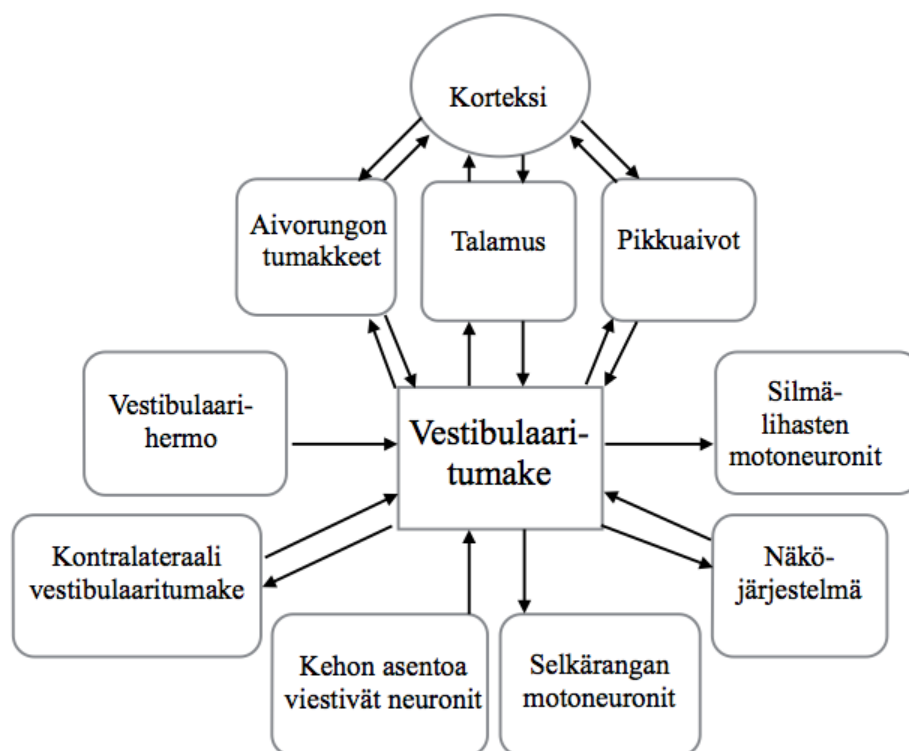 Korteksi
Aivorungon
tumakkeet
Talamus
Pikkuaivot
Vestibulaari-
hermo
Vestibulaari-
tumake
Silmä-
lihasten
motoneuronit
Kontralateraali
vestibulaaritumake
Näkö-
järjestelmä
Kehon asentoa
viestivät neuronit
Selkärangan
motoneuronit